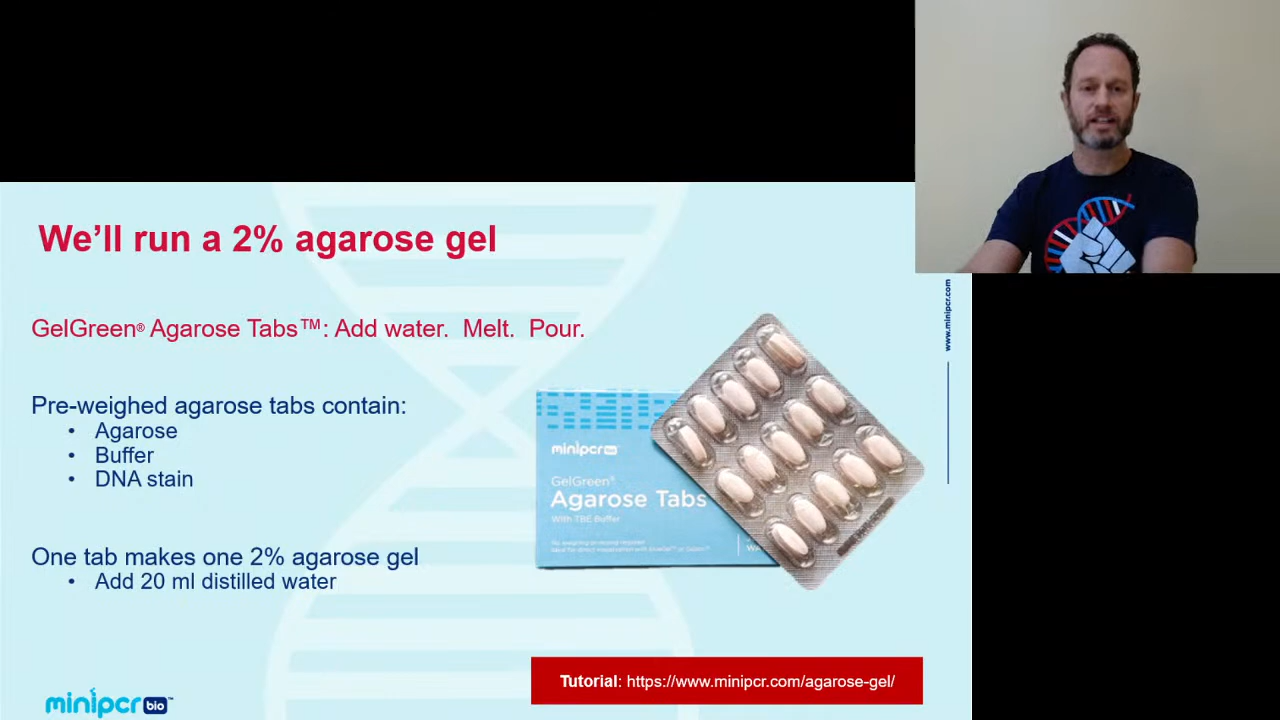 We'll run a 2% agarose gel
GelGreen® Agarose Tabs™: Add water. Melt. Pour.
Pre-weighed agarose tabs contain:
• Agarose
• Buffer
• DNA stain
One tab makes one 2% agarose gel
• Add 20 ml distilled water
minipcr bio
GelGreen®
Agarose Tabs
With TBE Buffer
www.minipcr.com
Tutorial: https://www.minipcr.com/agarose-gel/
minipcr bio™